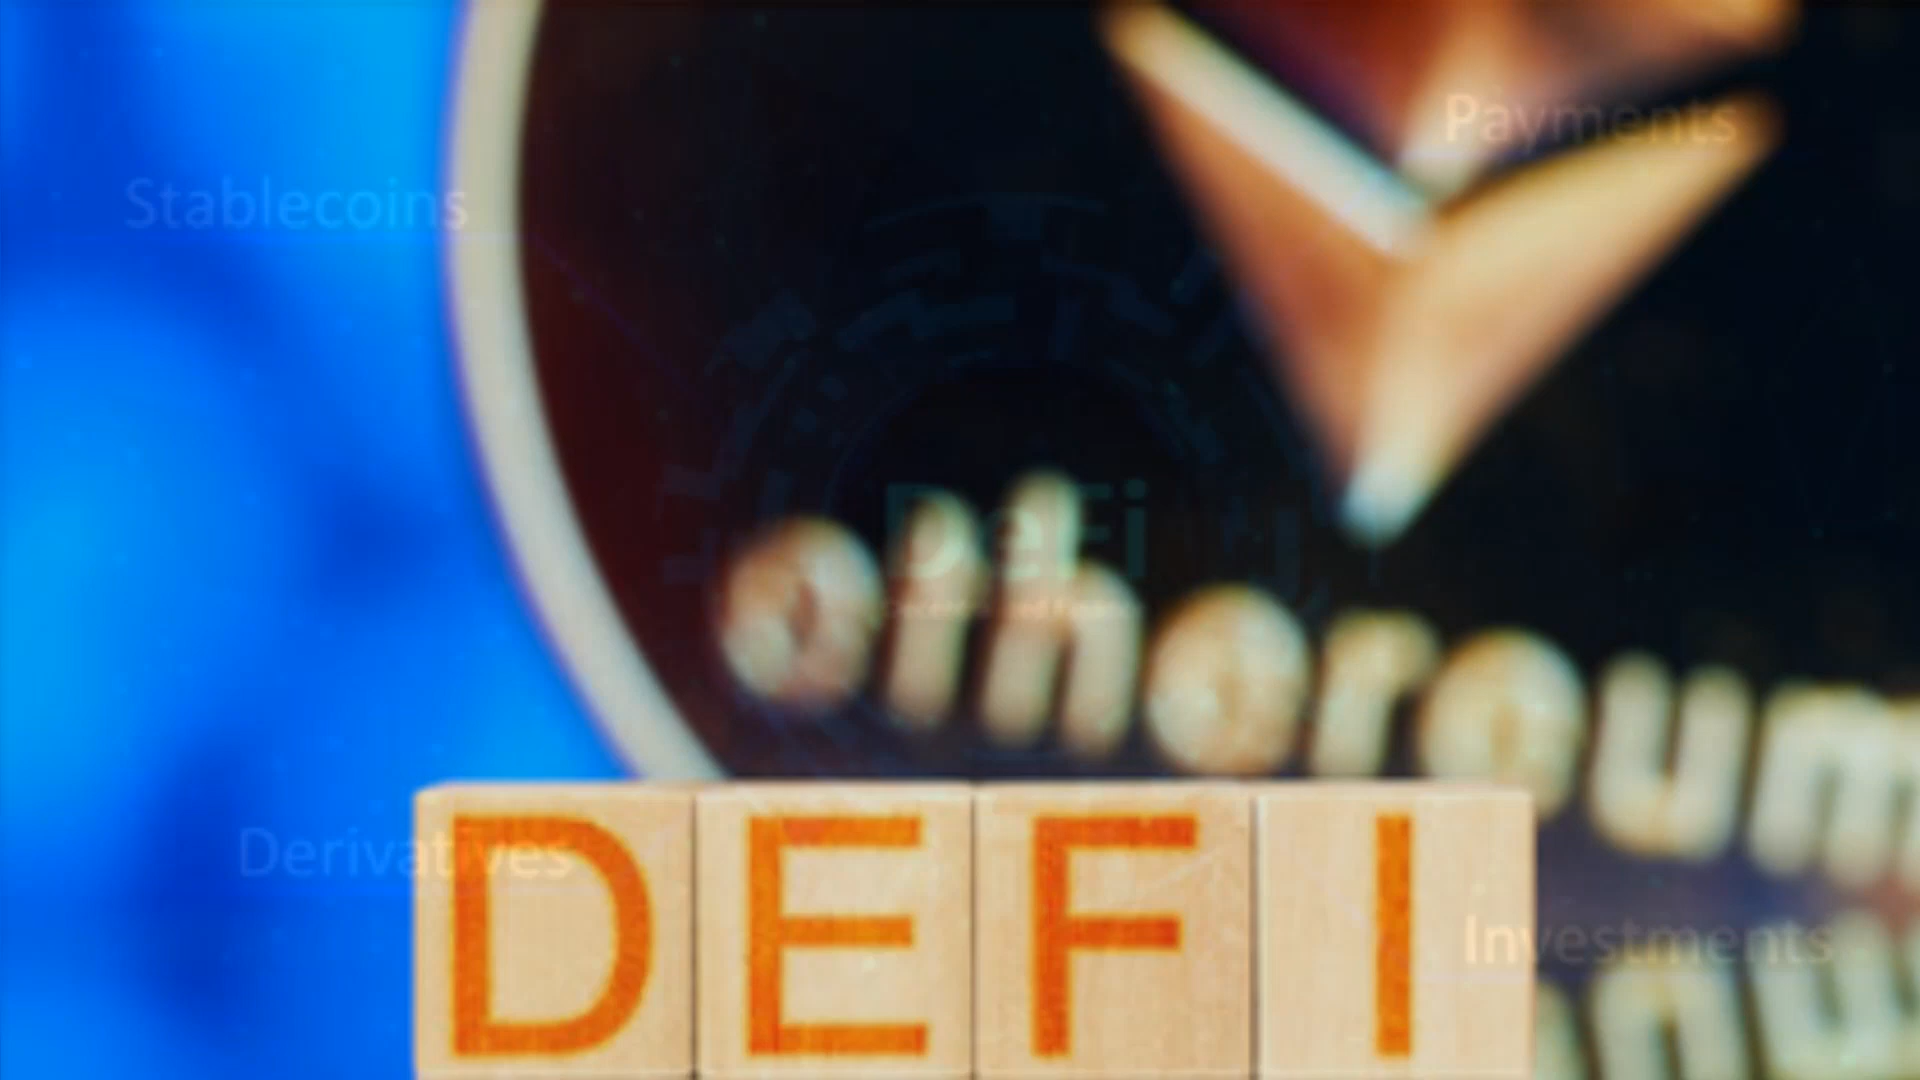 Payments
Stablecoins
DeFi
ethereum
Derivatives
DEFI
Investments